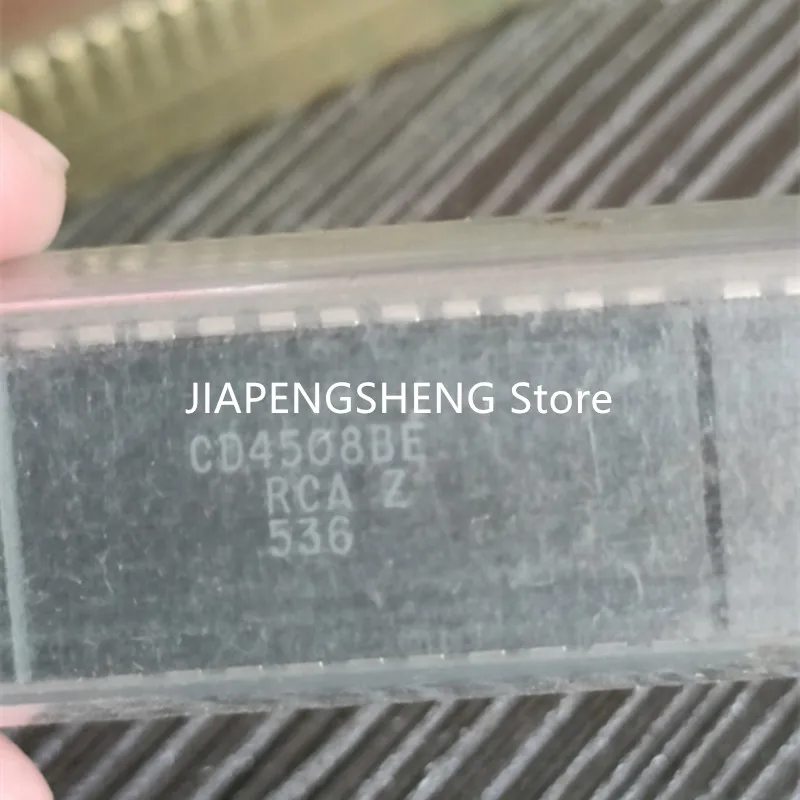 JIAPENGSHENG Store
CD4508BE
RCA Z
536